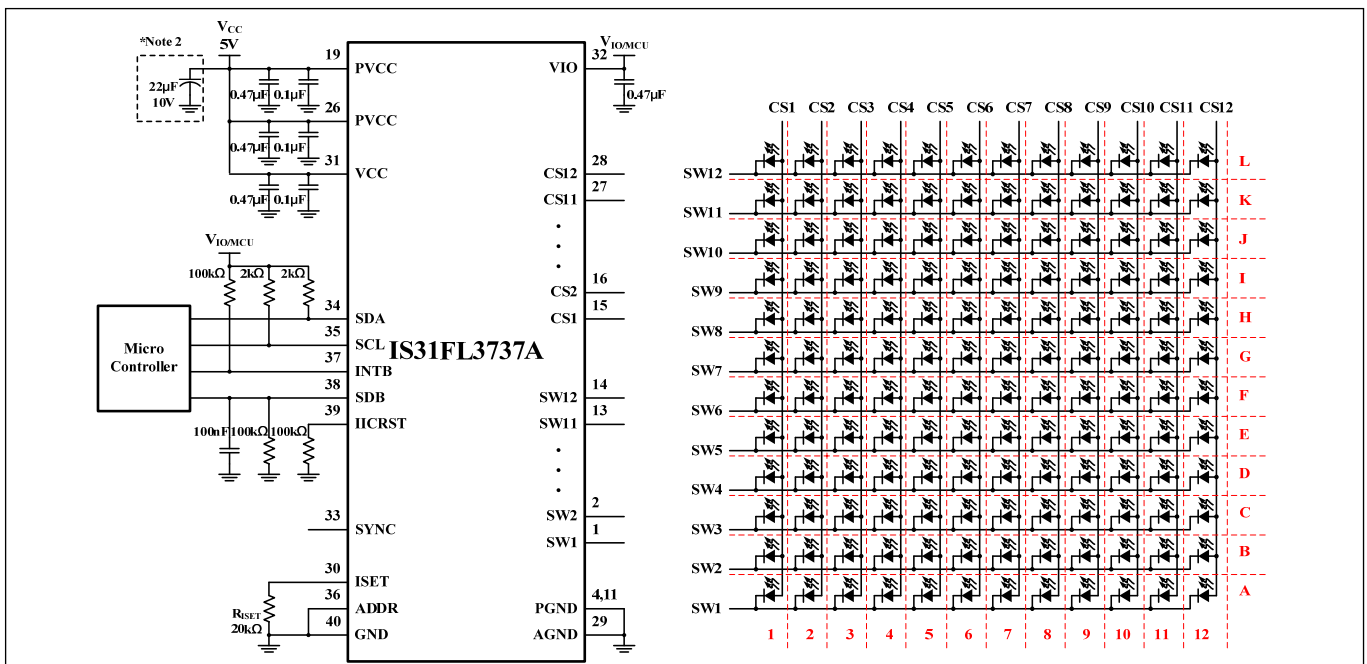 *Note 2
VCC
5V
22μF
10V
0.47μF 0.1μF
0.47μF 0.1μF
0.47μF 0.1μF
19 PVCC
26 PVCC
31 VCC
VIO/MCU
100kΩ 2kΩ 2kΩ
Micro
Controller
34 SDA
35 SCL
37 INTB
38 SDB
39 IICRST
100nF 100kΩ 100kΩ
33 SYNC
30 ISET
36 ADDR
40 GND
RISET
20kΩ
IS31FL3737A
VIO/MCU
VIO 32
0.47μF
CS12 28
CS11 27
CS2 16
CS1 15
SW12 14
SW11 13
SW2 2
SW1 1
PGND 4,11
AGND 29
CS1 CS2 CS3 CS4 CS5 CS6 CS7 CS8 CS9 CS10 CS11 CS12
SW12 L
SW11 K
SW10 J
SW9 I
SW8 H
SW7 G
SW6 F
SW5 E
SW4 D
SW3 C
SW2 B
SW1 A
1 2 3 4 5 6 7 8 9 10 11 12